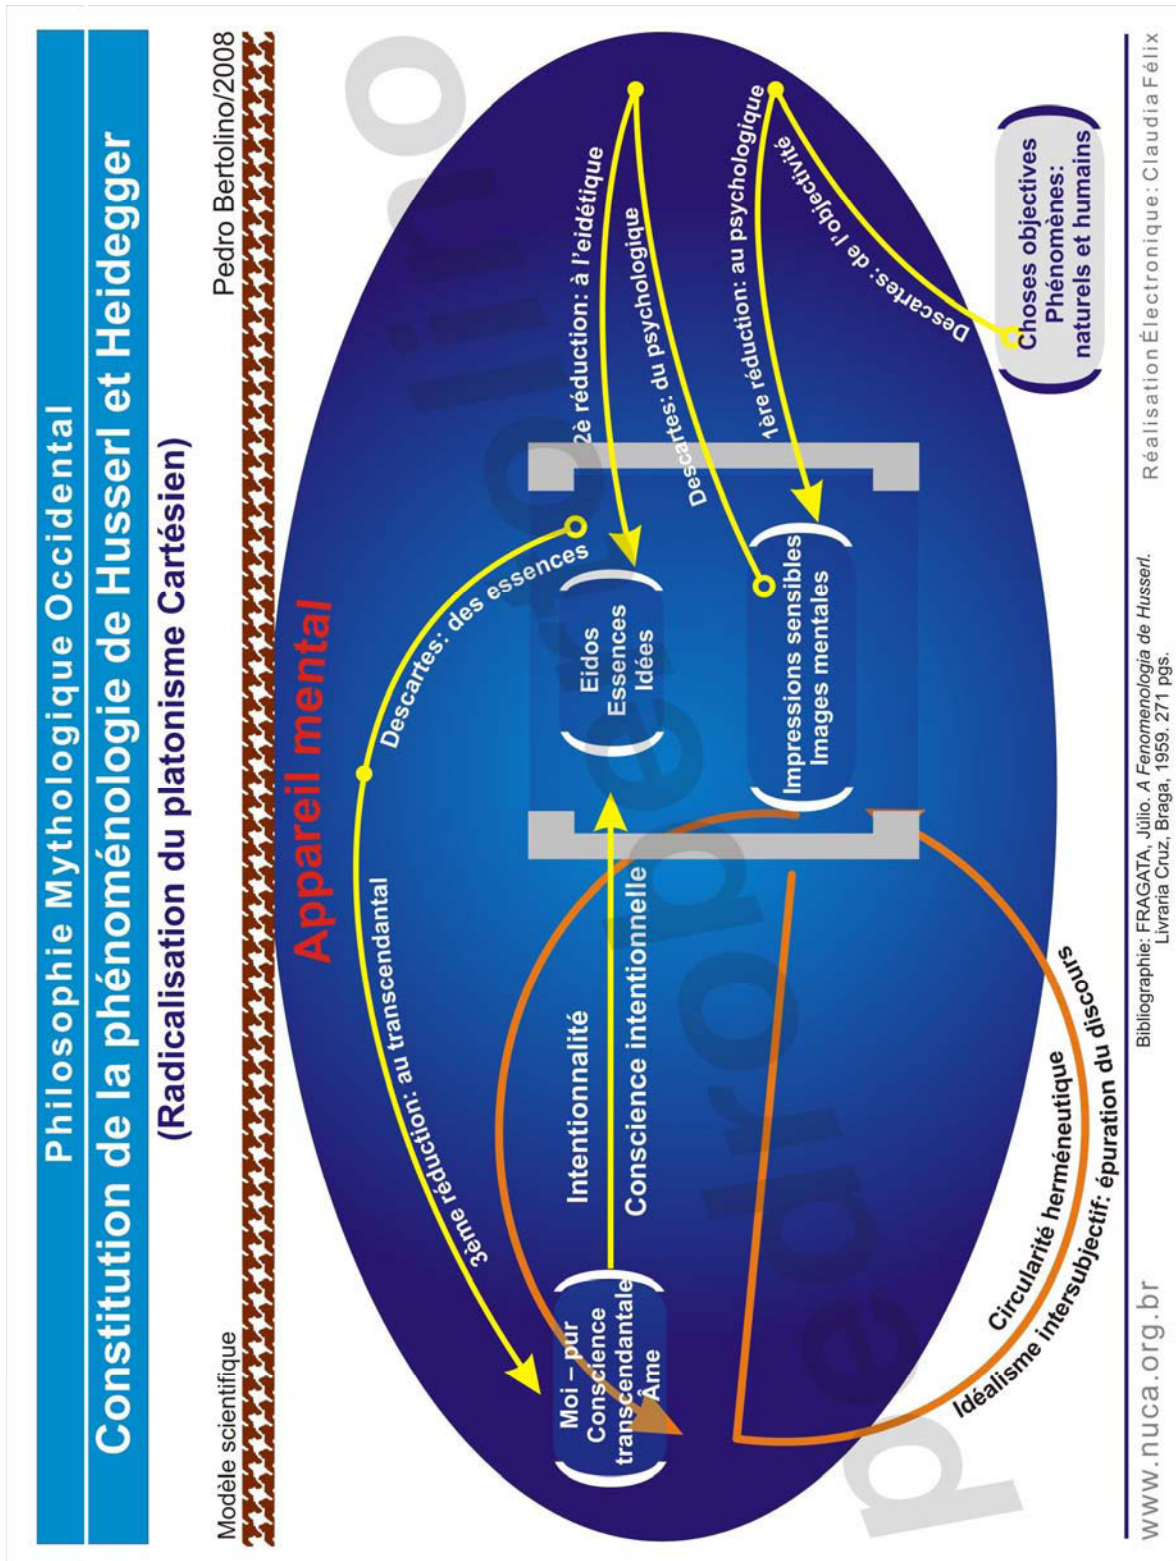 Philosophie Mythologique Occidental
Constitution de la phénoménologie de Husserl et Heidegger
(Radicalisation du platonisme Cartésien)
Modèle scientifique
Pedro Bertolino/2008
Appareil mental
3ème réduction: au transcendantal
Descartes: des essences
2è réduction: à l'eidétique
Descartes: du psychologique
1ère réduction: au psychologique
Descartes: de l'objectivité
Moi – pur
Conscience
transcendantale
Âme
Intentionnalité
Conscience intentionnelle
Eidos
Essences
Idées
Impressions sensibles
Images mentales
Choses objectives
Phénomènes:
naturels et humains
Circularité herméneutique
Idéalisme intersubjectif: épuration du discours
pedro bertolino
www.nuca.org.br
Bibliographie: FRAGATA, Júlio. A Fenomenologia de Husserl.
Livraria Cruz, Braga, 1959. 271 pgs.
Réalisation Électronique: Claudia Félix